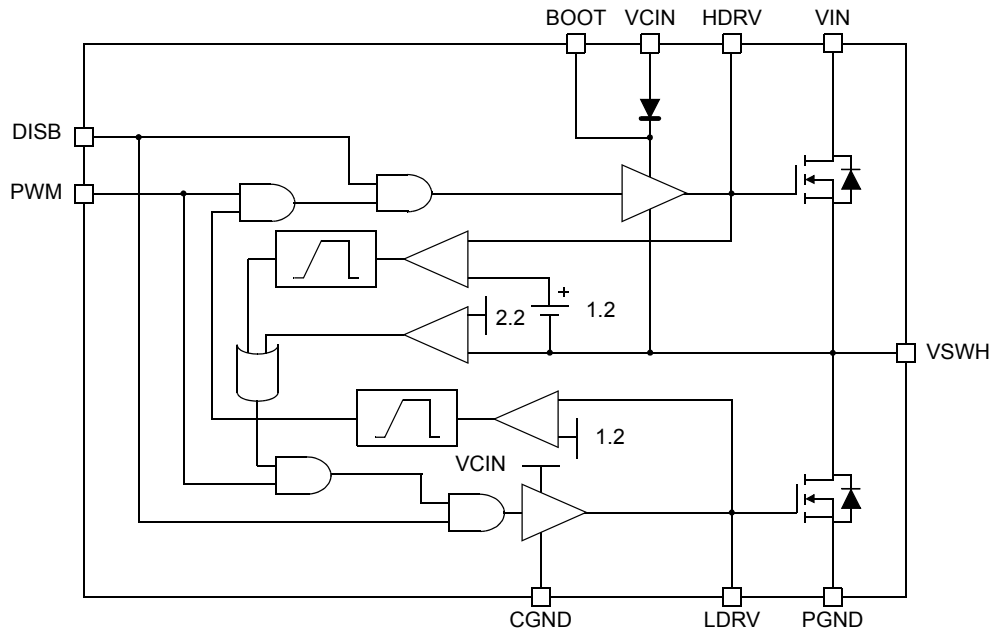 BOOT VCIN HDRV VIN
DISB
PWM
+
2.2
1.2
VSWH
1.2
VCIN
CGND LDRV PGND